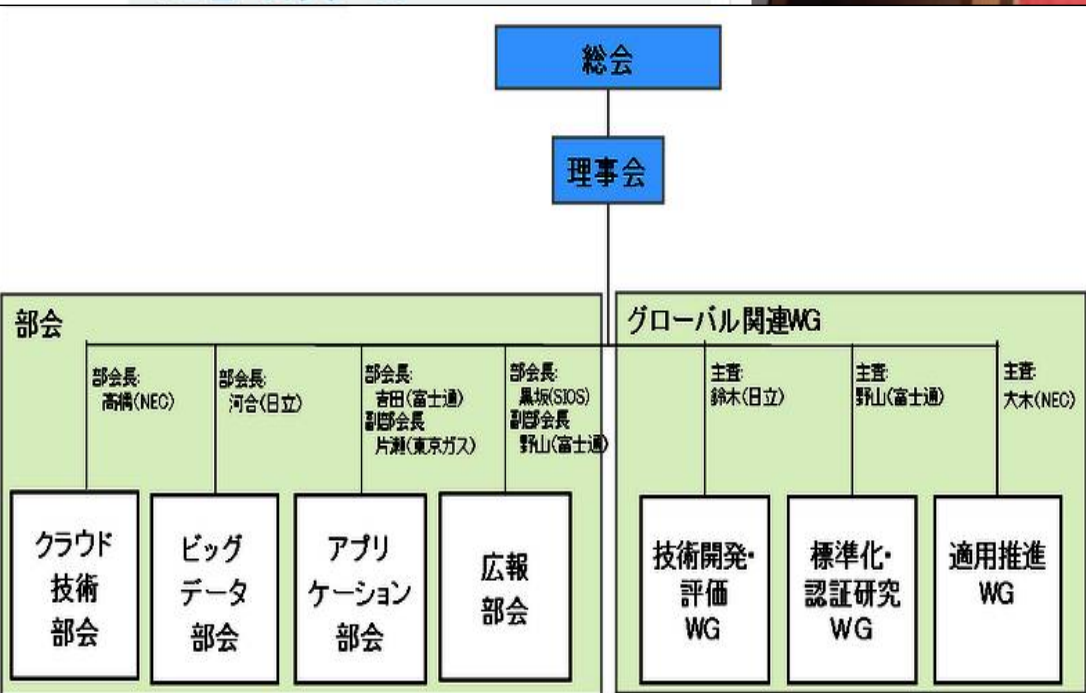 総会
理事会
部会
部会長:
高橋(NEC)
部会長:
河合(日立)
部会長:
吉田(富士通)
副部会長
片瀬(東京ガス)
部会長:
黒坂(SIOS)
副部会長
野山(富士通)
クラウド
技術
部会
ビッグ
データ
部会
アプリ
ケーション
部会
広報
部会
グローバル関連WG
主査:
鈴木(日立)
主査:
野山(富士通)
主査:
大木(NEC)
技術開発・
評価
WG
標準化・
認証研究
WG
適用推進
WG